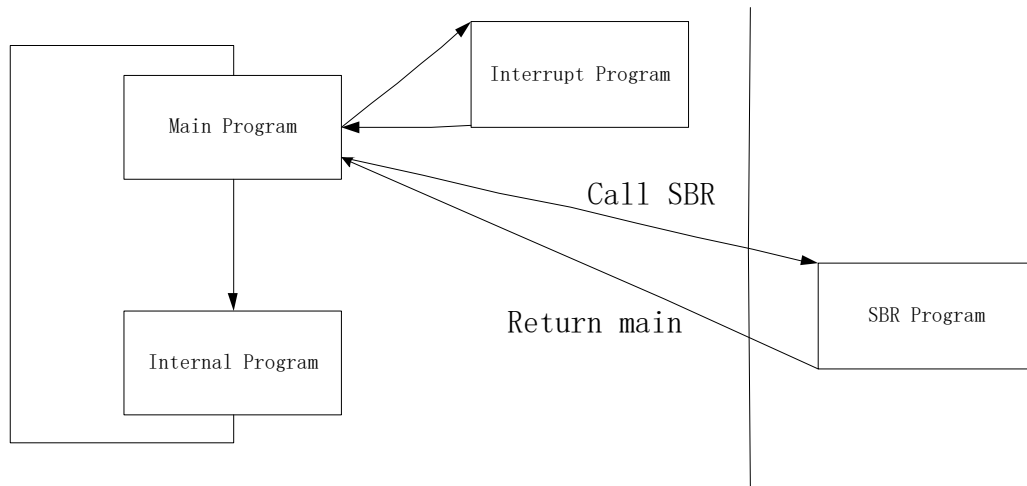 Interrupt Program
Main Program
Call SBR
SBR Program
Return main
Internal Program